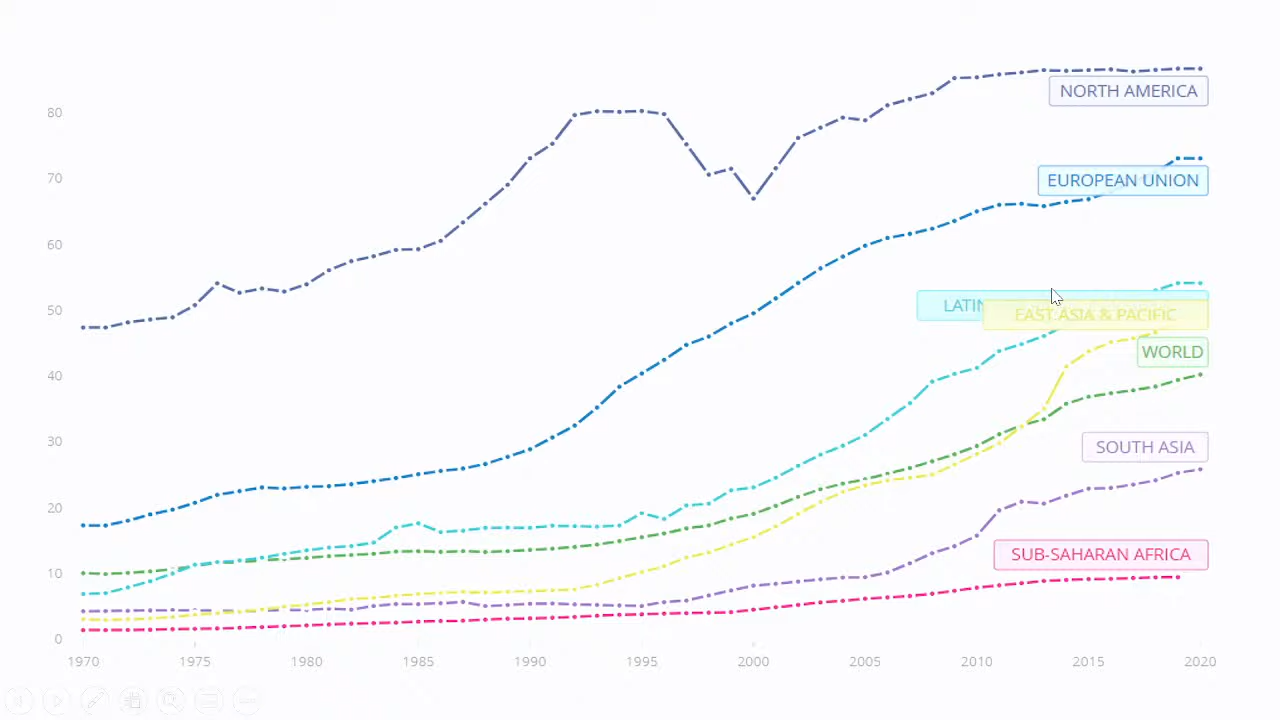 NORTH AMERICA
80
70
EUROPEAN UNION
60
50
LATIN
EAST ASIA & PACIFIC
WORLD
40
30
SOUTH ASIA
20
SUB-SAHARAN AFRICA
10
0
1970 1975 1980 1985 1990 1995 2000 2005 2010 2015 2020